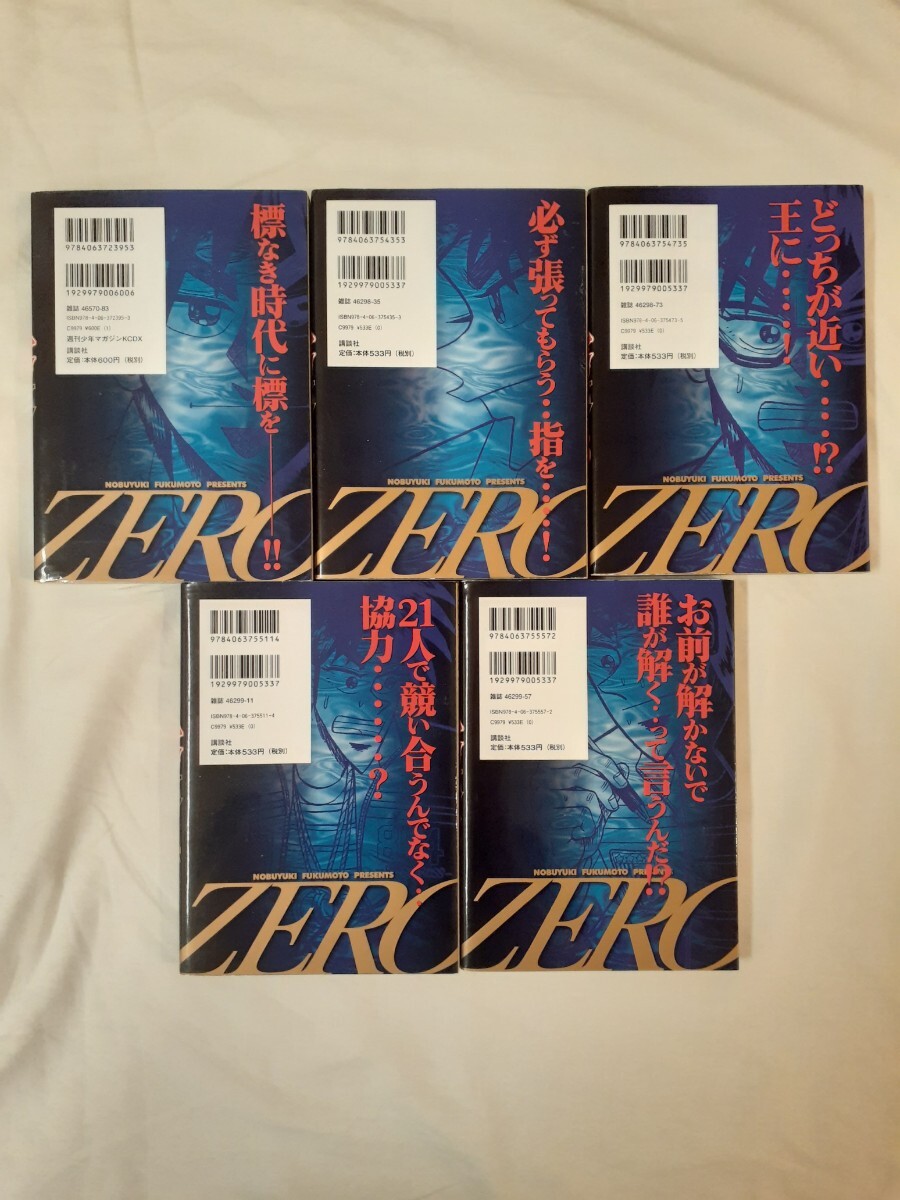 9784063723953
1929979006006
雑誌 46570-83
週刊少年マガジンKCDX
講談社
定価:本体600円(税別)
標なき時代に標を――!!
NOBUYUKI FUKUMOTO PRESENTS
ZERO
9784063754353
1929979005337
雑誌 46298-35
ISBN978-4-06-375435-3
C9979 ¥533E (0)
講談社
定価:本体533円(税別)
必ず張ってもらう‥指を‥‥!
NOBUYUKI FUKUMOTO PRESENTS
ZERO
9784063754735
1929979005337
雑誌 46298-73
ISBN978-4-06-375473-5
C9979 ¥533E (0)
講談社
定価:本体533円(税別)
どっちが近い‥‥!?
王に‥‥!
NOBUYUKI FUKUMOTO PRESENTS
ZERO
9784063755114
1929979005337
雑誌 46299-11
ISBN978-4-06-375511-4
C9979 ¥533E (0)
講談社
定価:本体533円(税別)
21人で競い合うんでなく‥
協力‥‥‥?
NOBUYUKI FUKUMOTO PRESENTS
ZERO
9784063755572
1929979005337
雑誌 46299-57
ISBN978-4-06-375557-2
C9979 ¥533E (0)
講談社
定価:本体533円(税別)
お前が解かないで
誰が解く‥って言うんだ!?
NOBUYUKI FUKUMOTO PRESENTS
ZERO